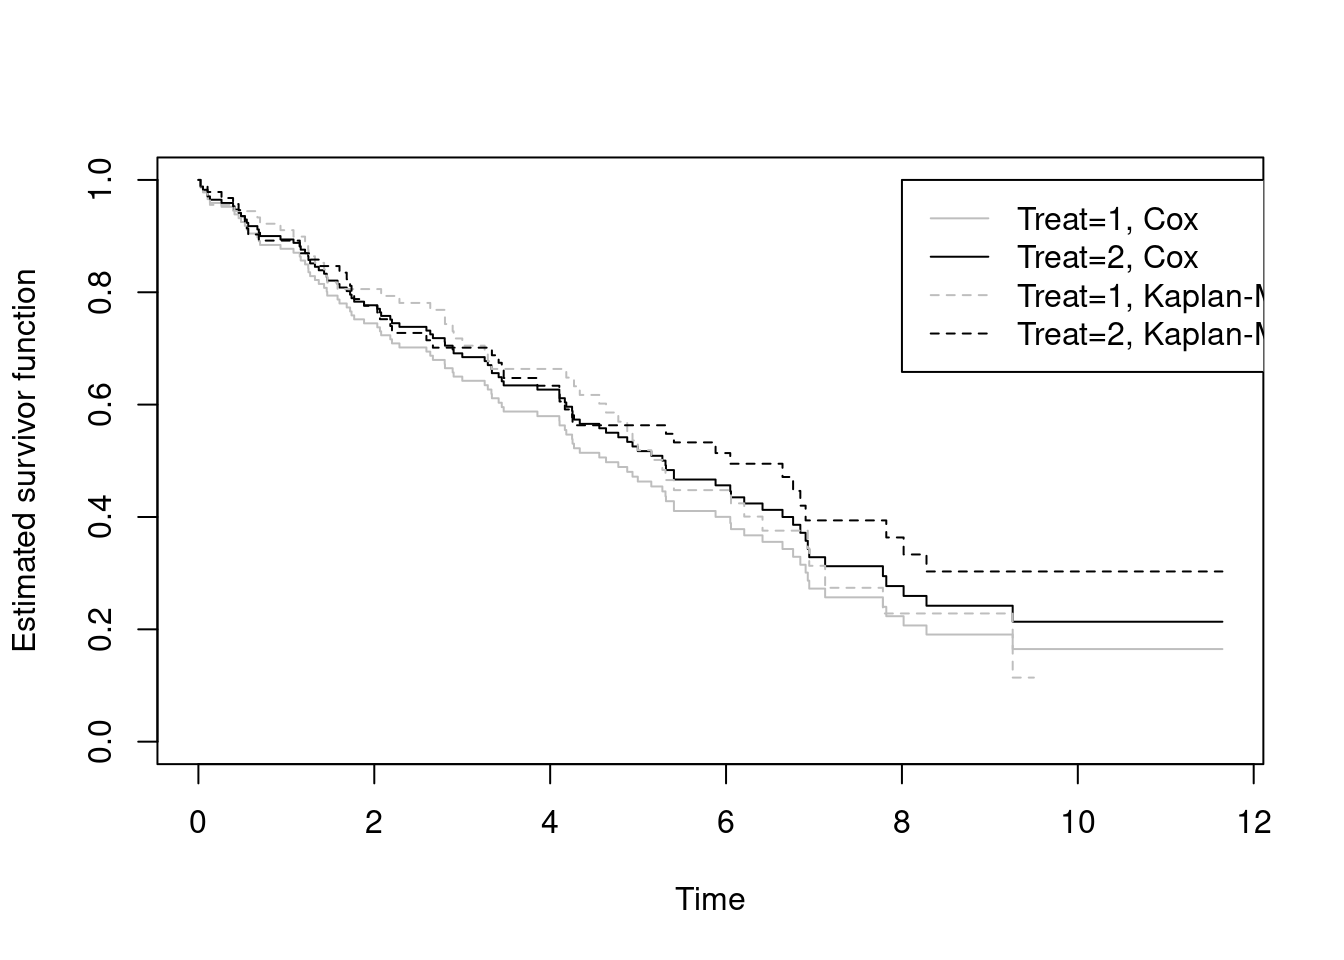 Estimated survivor function
1.0
0.8
0.6
0.4
0.2
0.0
Treat=1, Cox
Treat=2, Cox
Treat=1, Kaplan-
Treat=2, Kaplan-
0 2 4 6 8 10 12
Time